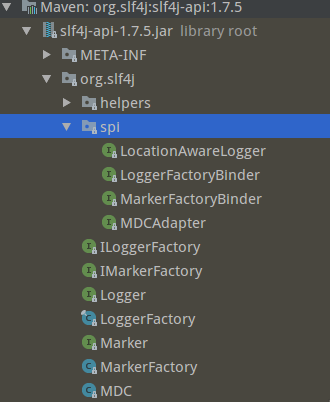 Maven: org.slf4j:slf4j-api:1.7.5
slf4j-api-1.7.5.jar library root
META-INF
org.slf4j
helpers
spi
I LocationAwareLogger
I LoggerFactoryBinder
I MarkerFactoryBinder
I MDCAdapter
I ILoggerFactory
I IMarkerFactory
I Logger
C LoggerFactory
I Marker
C MarkerFactory
C MDC